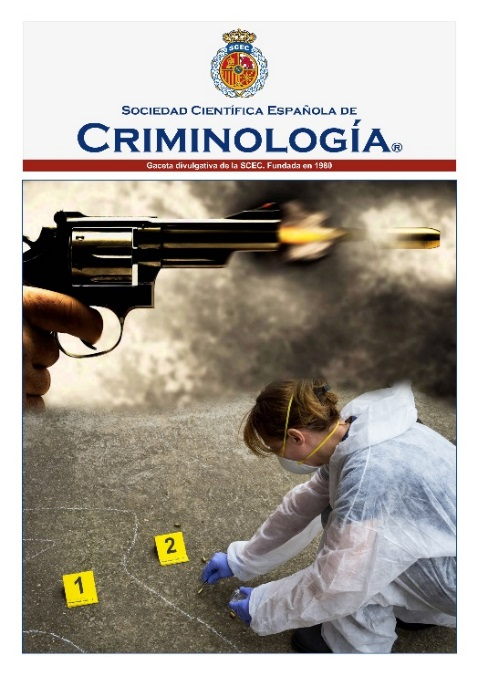 SCEC
SOCIEDAD CIENTÍFICA ESPAÑOLA DE
CRIMINOLOGÍA®
Gaceta divulgativa de la SCEC. Fundada en 1980
1
2